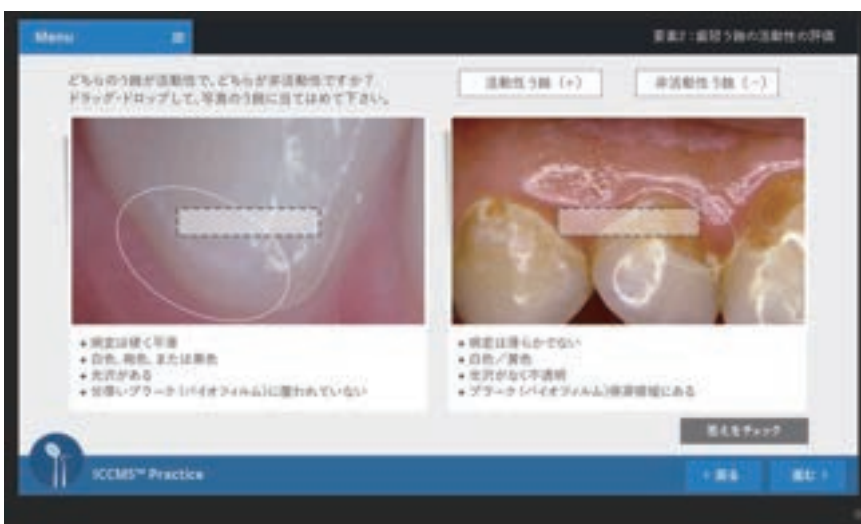 Menu
要素2：歯冠う蝕の活動性の評価
どちらのう蝕が活動性で、どちらが非活動性ですか？
ドラッグ・ドロップして、写真のう蝕に当てはめて下さい。
活動性う蝕（+）
非活動性う蝕（−）
病変は硬く平滑
白色、褐色、または黒色
光沢がある
分厚いプラーク（バイオフィルム）に覆われていない
病変は滑らかでない
白色／黄色
光沢がなく不透明
プラーク（バイオフィルム）停滞領域にある
答えをチェック
ICCMS™ Practice
戻る
進む